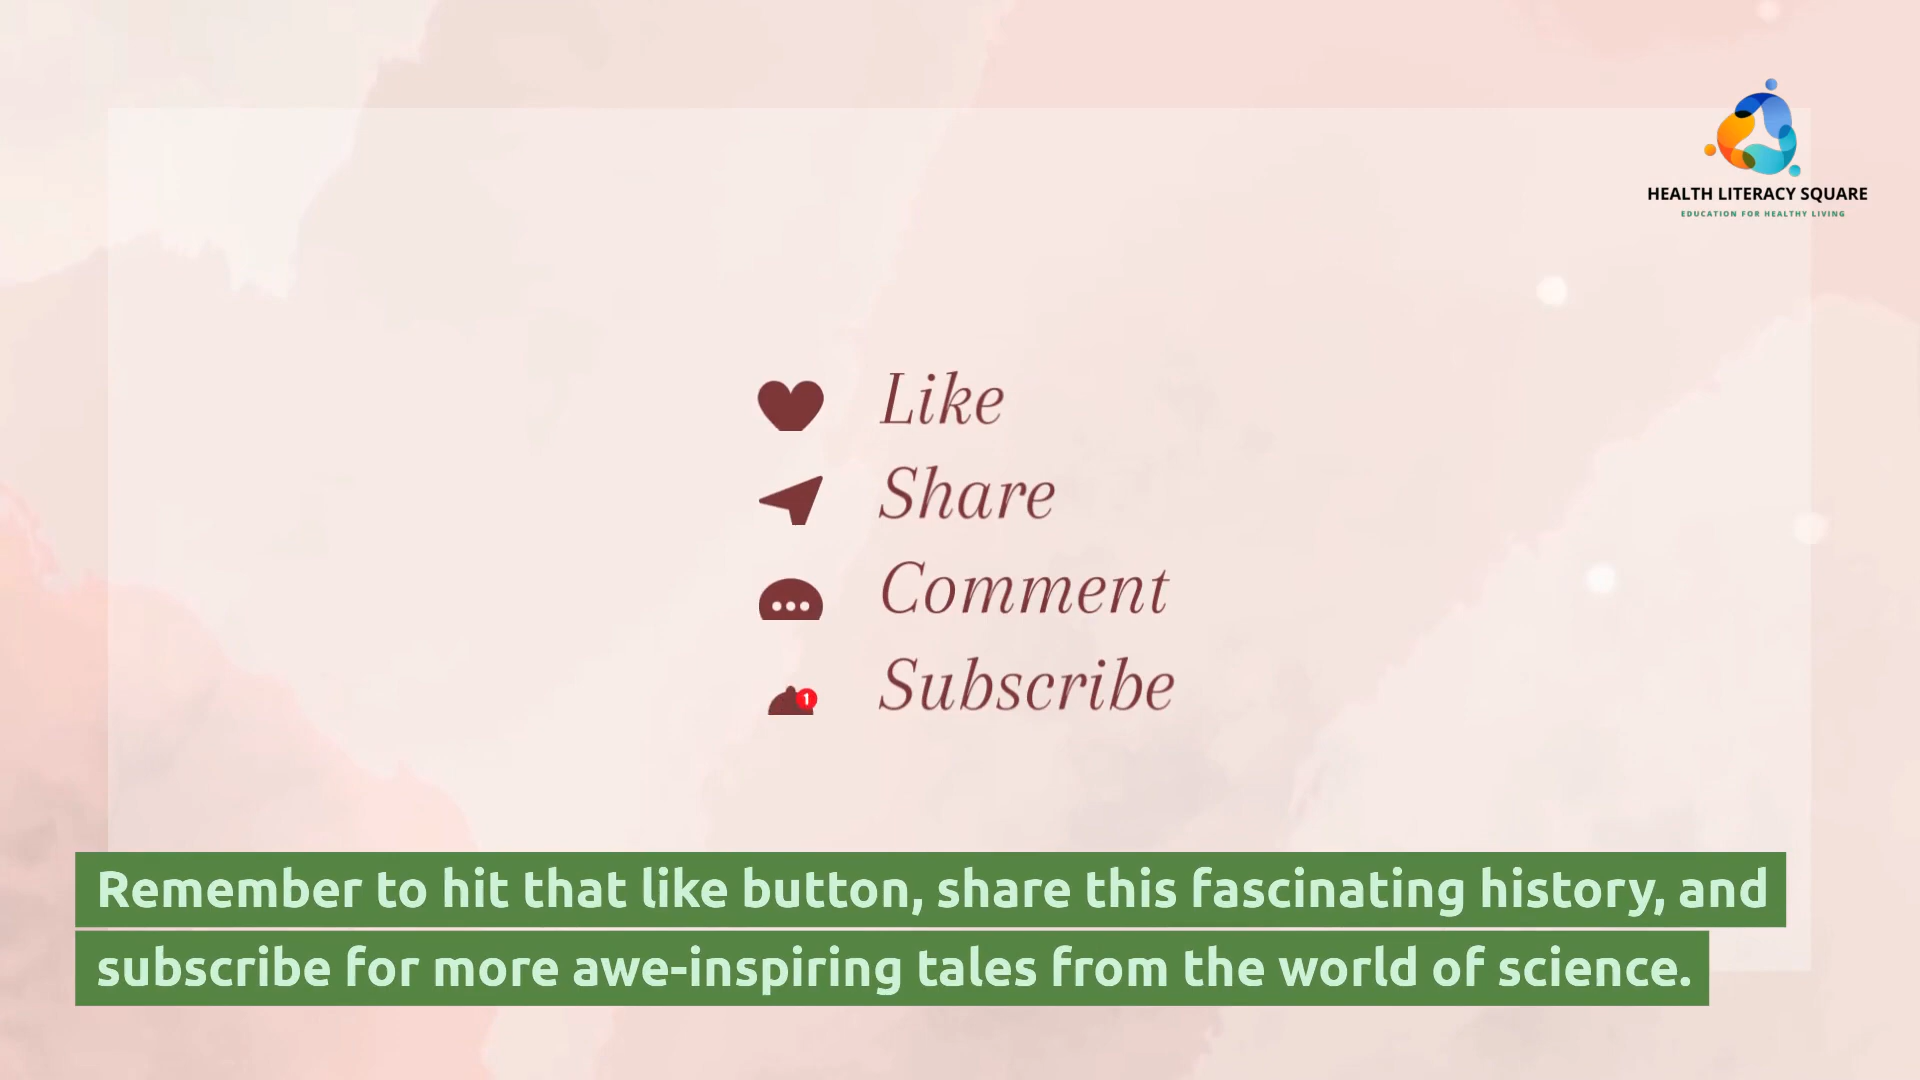 HEALTH LITERACY SQUARE
EDUCATION FOR HEALTHY LIVING
Like
Share
Comment
1
Subscribe
Remember to hit that like button, share this fascinating history, and
subscribe for more awe-inspiring tales from the world of science.